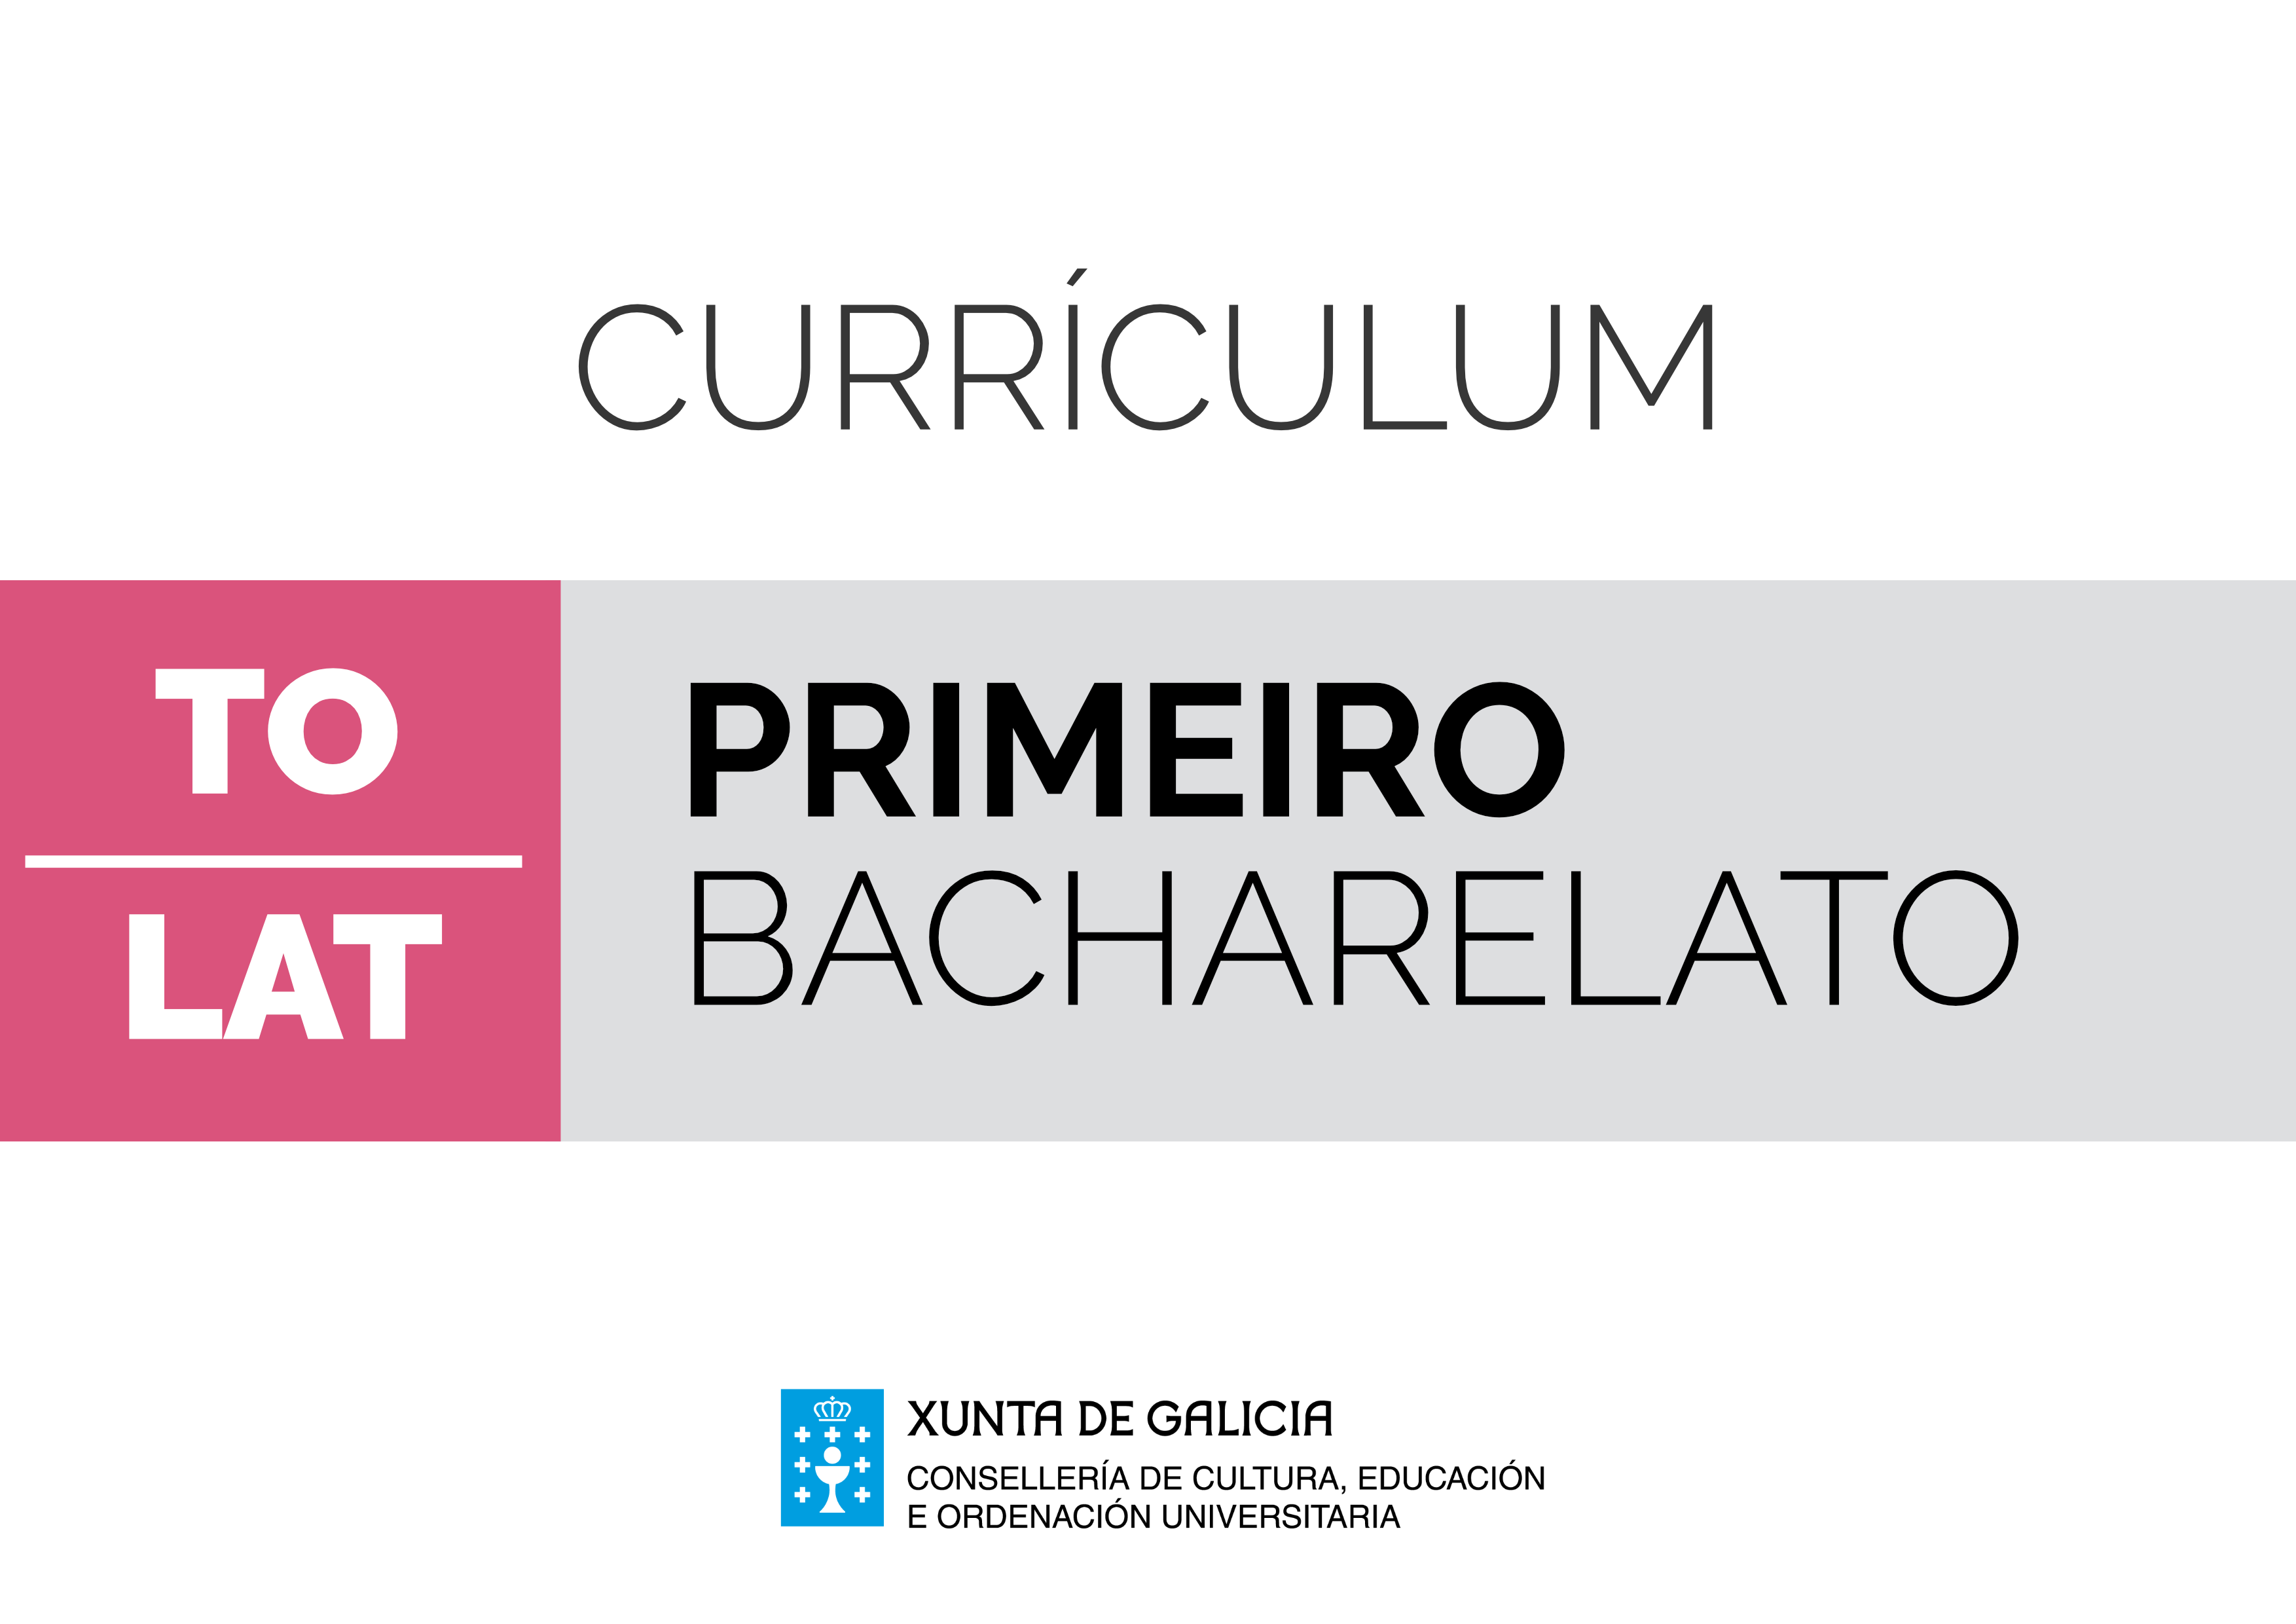 CURRÍCULUM
TO
LAT
PRIMEIRO
BACHARELATO
XUNTA DE GALICIA
CONSELLERÍA DE CULTURA, EDUCACIÓN
E ORDENACIÓN UNIVERSITARIA